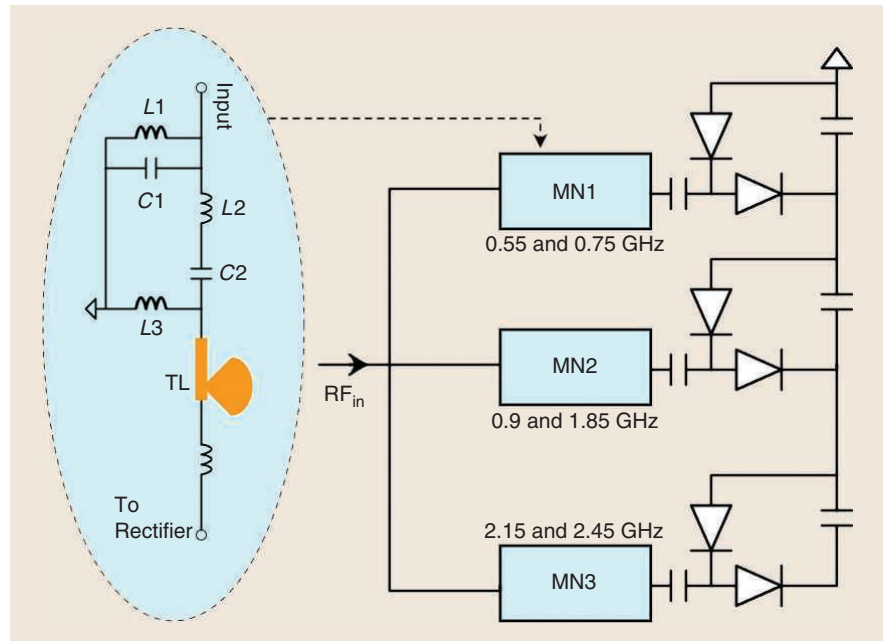 Input
L1
C1
L2
C2
L3
TL
To
Rectifier
RFin
MN1
0.55 and 0.75 GHz
MN2
0.9 and 1.85 GHz
2.15 and 2.45 GHz
MN3